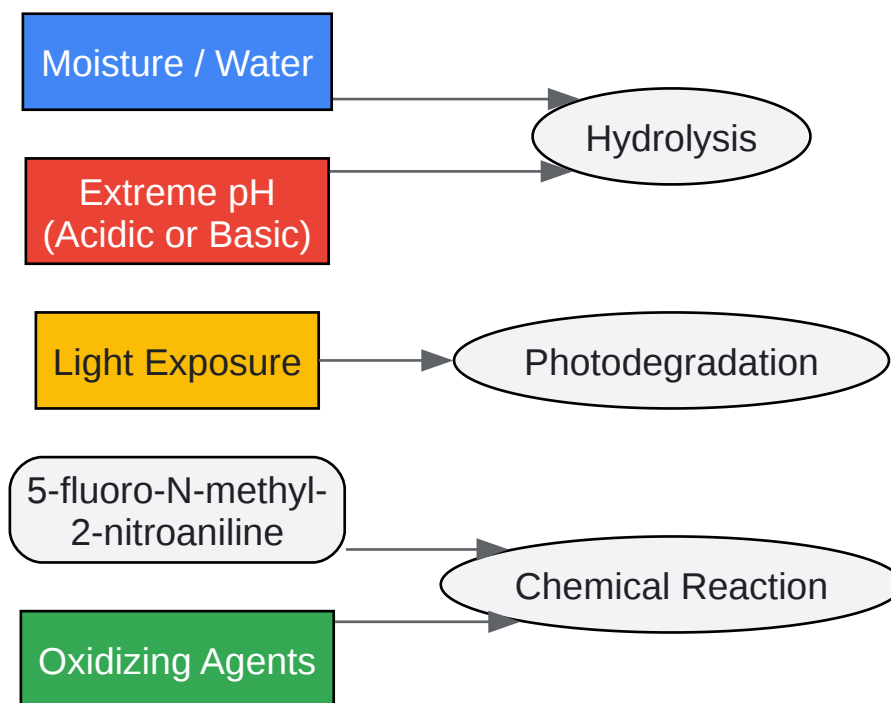 Moisture / Water
Hydrolysis
Extreme pH
(Acidic or Basic)
Light Exposure
Photodegradation
5-fluoro-N-methyl-
2-nitroaniline
Chemical Reaction
Oxidizing Agents